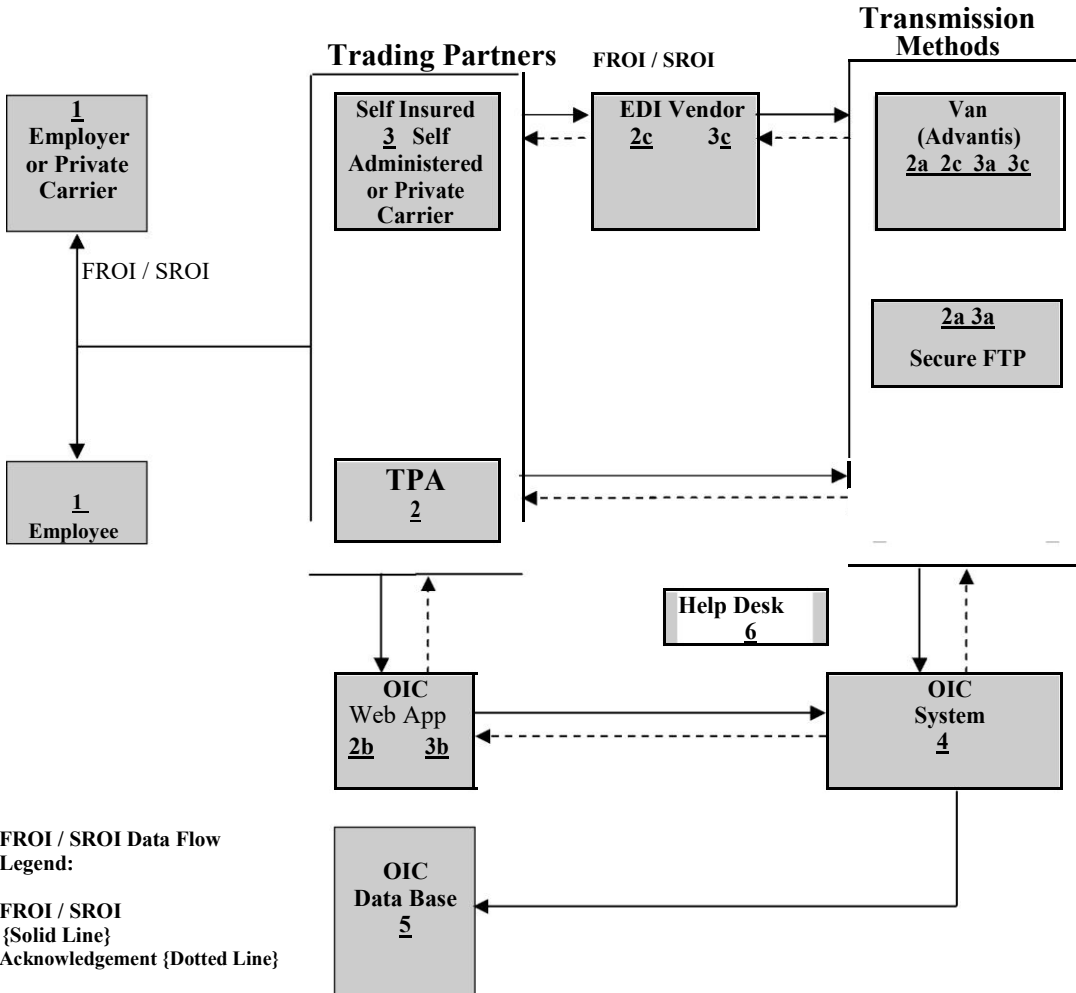 Transmission
Methods
Trading Partners
FROI / SROI
1
Employer
or Private
Carrier
Self Insured
3 Self
Administered
or Private
Carrier
EDI Vendor
2c 3c
Van
(Advantis)
2a 2c 3a 3c
FROI / SROI
2a 3a
Secure FTP
1
Employee
TPA
2
Help Desk
6
OIC
Web App
2b 3b
OIC
System
4
FROI / SROI Data Flow
Legend:
FROI / SROI
{Solid Line}
Acknowledgement {Dotted Line}
OIC
Data Base
5